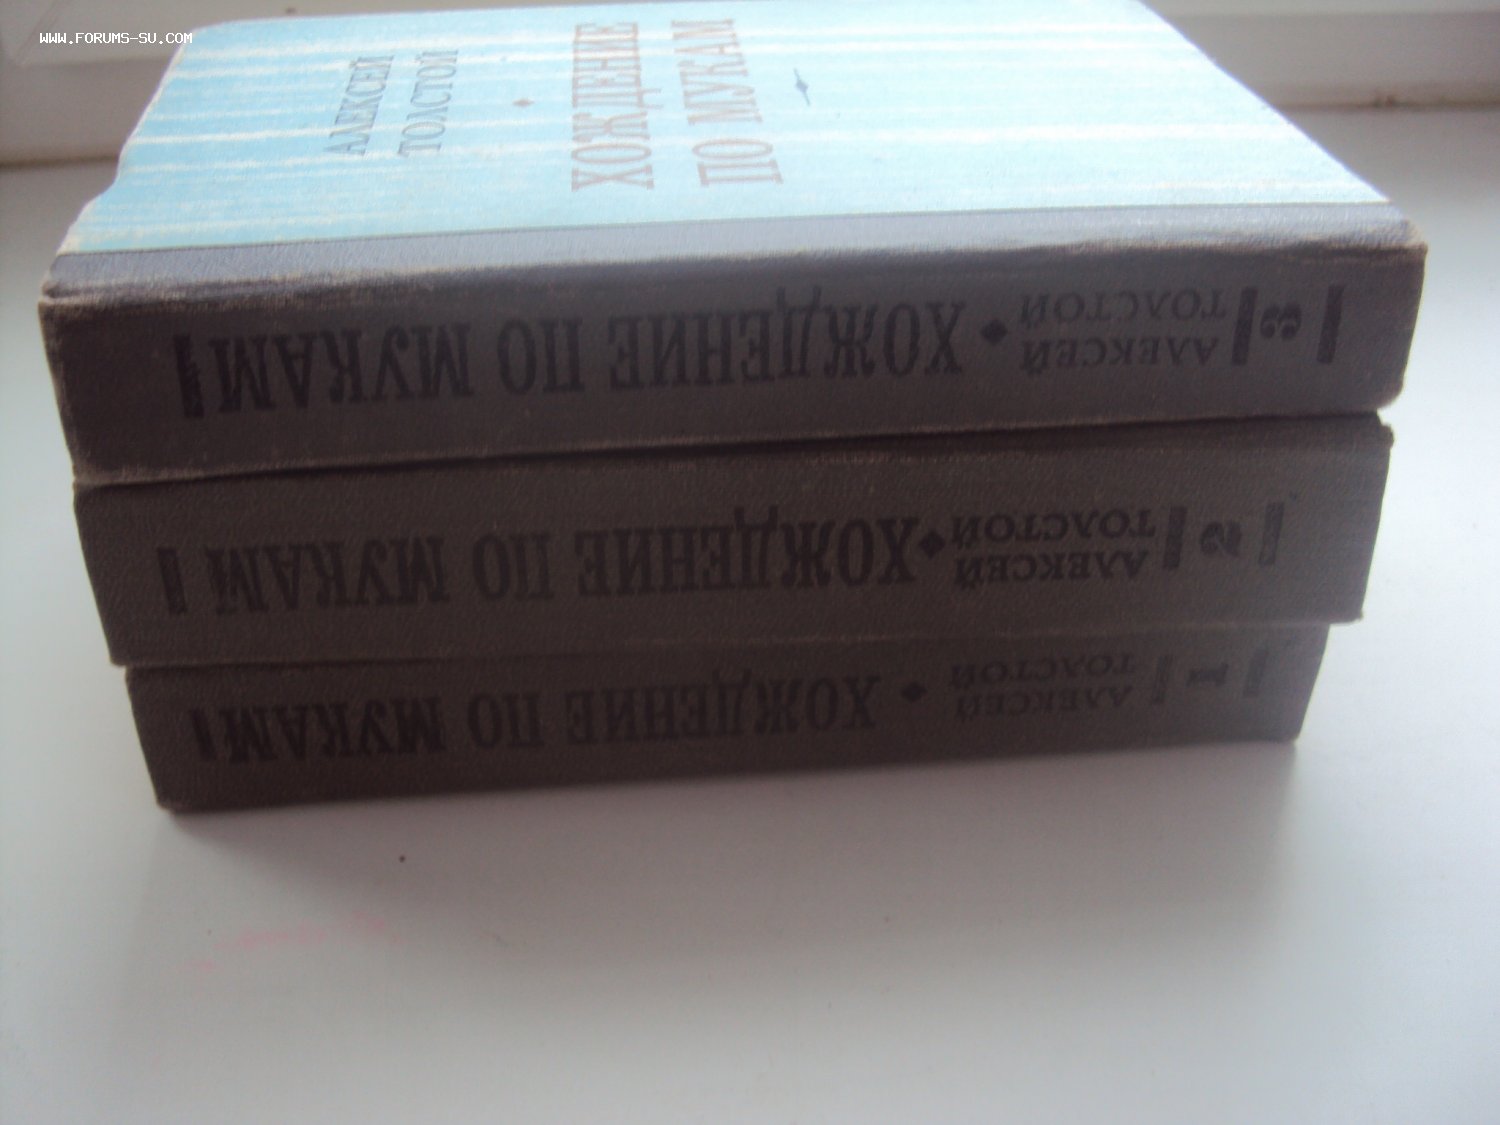 WWW.FORUMS-SU.COM
АЛЕКСЕЙ
ТОЛСТОЙ
ХОЖДЕНИЕ
ПО МУКАМ
3
АЛЕКСЕЙ
ТОЛСТОЙ
ХОЖДЕНИЕ ПО МУКАМ
2
АЛЕКСЕЙ
ТОЛСТОЙ
ХОЖДЕНИЕ ПО МУКАМ
1
АЛЕКСЕЙ
ТОЛСТОЙ
ХОЖДЕНИЕ ПО МУКАМ